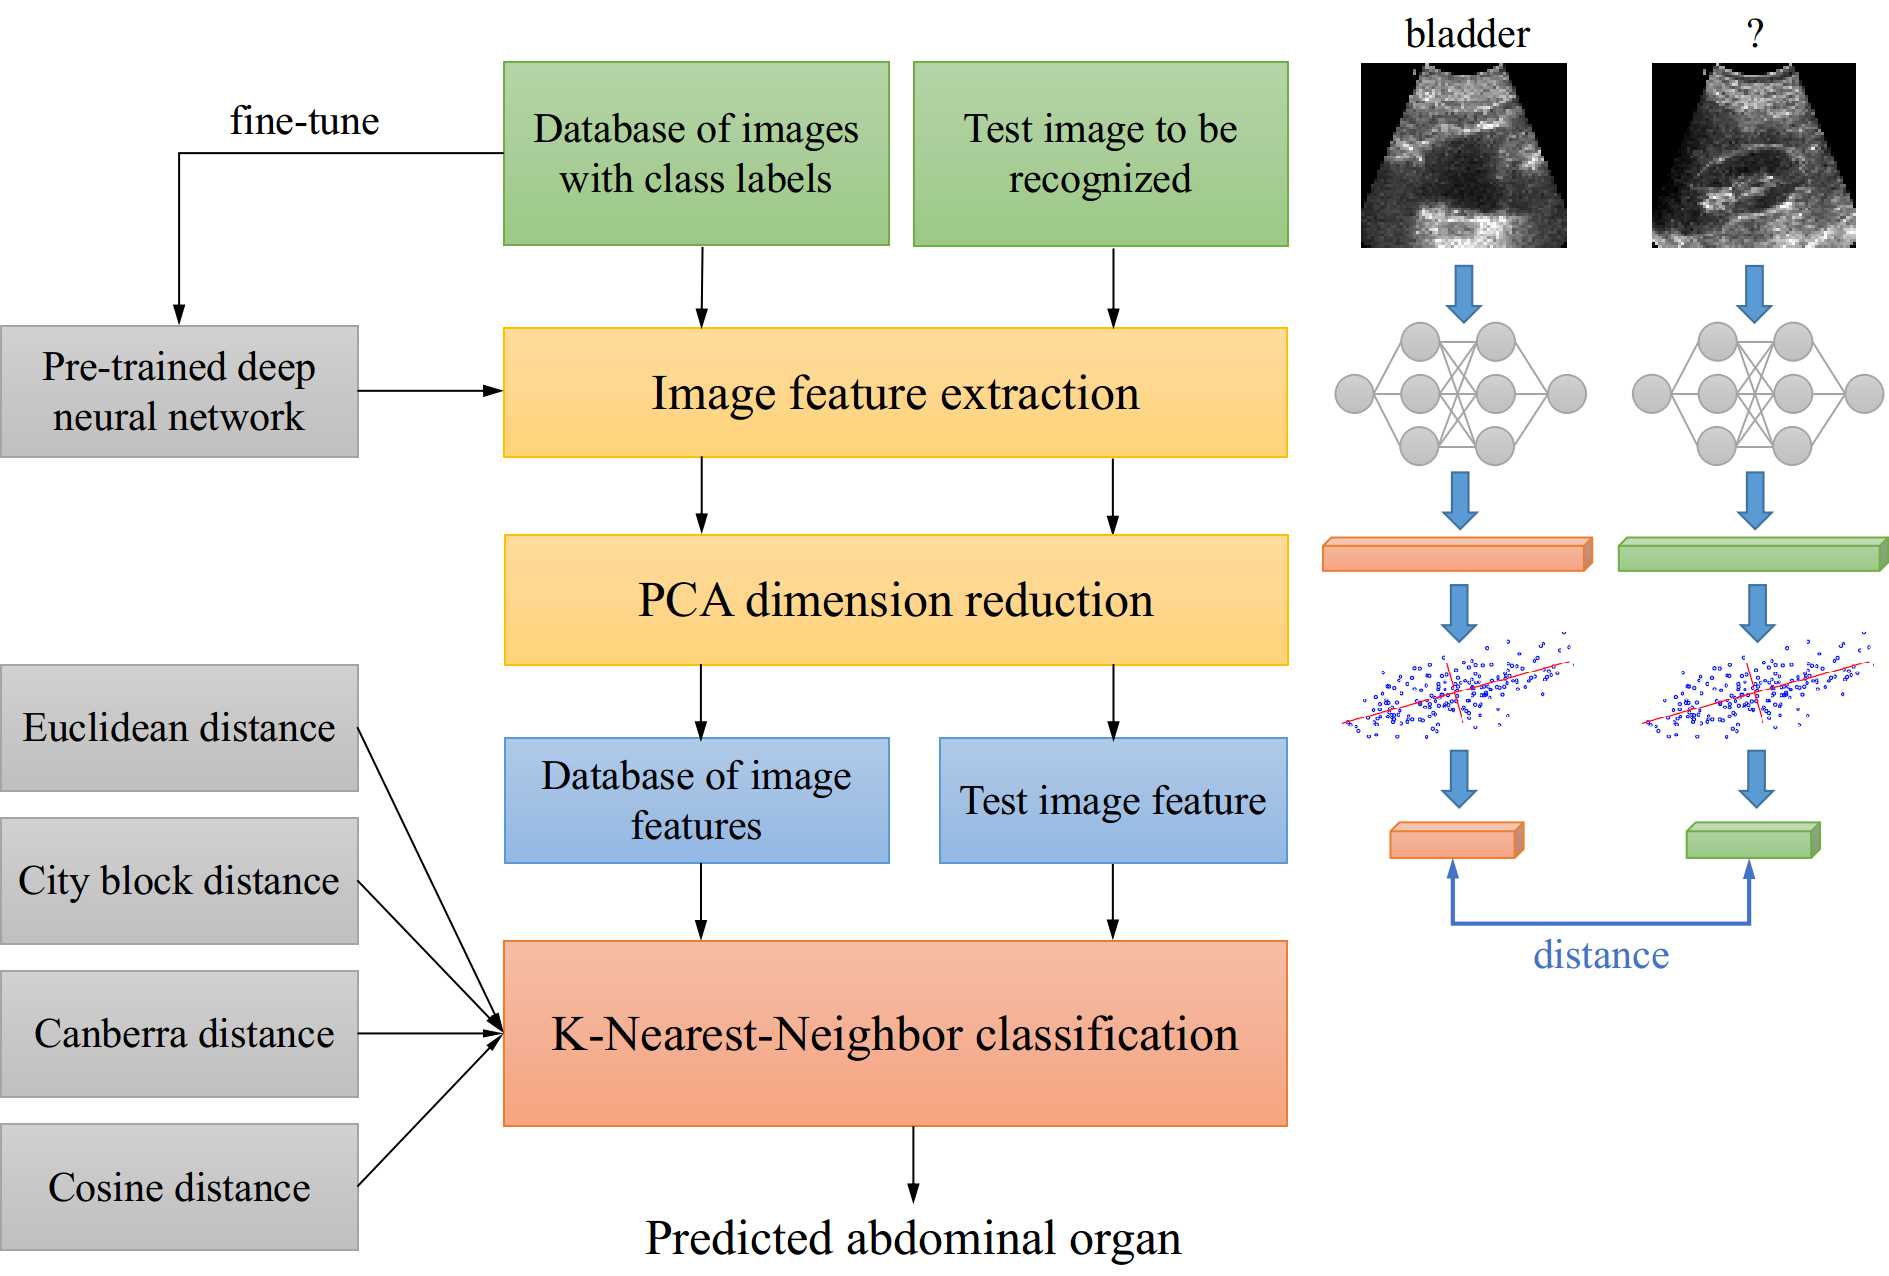 bladder
?
fine-tune
Database of images
with class labels
Test image to be
recognized
Pre-trained deep
neural network
Image feature extraction
PCA dimension reduction
Euclidean distance
City block distance
Canberra distance
Cosine distance
Database of image
features
Test image feature
distance
K-Nearest-Neighbor classification
Predicted abdominal organ